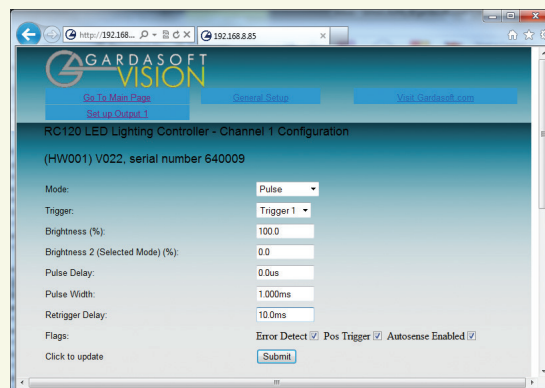 http://192.168... 192.168.8.85
GARDASOFT
VISION
Go To Main Page General Setup Visit Gardasoft.com
Set up Output 1
RC120 LED Lighting Controller - Channel 1 Configuration
(HW001) V022, serial number 640009
Mode: Pulse
Trigger: Trigger 1
Brightness (%): 100.0
Brightness 2 (Selected Mode) (%): 0.0
Pulse Delay: 0.0us
Pulse Width: 1.000ms
Retrigger Delay: 10.0ms
Flags: Error Detect Pos Trigger Autosense Enabled
Click to update Submit